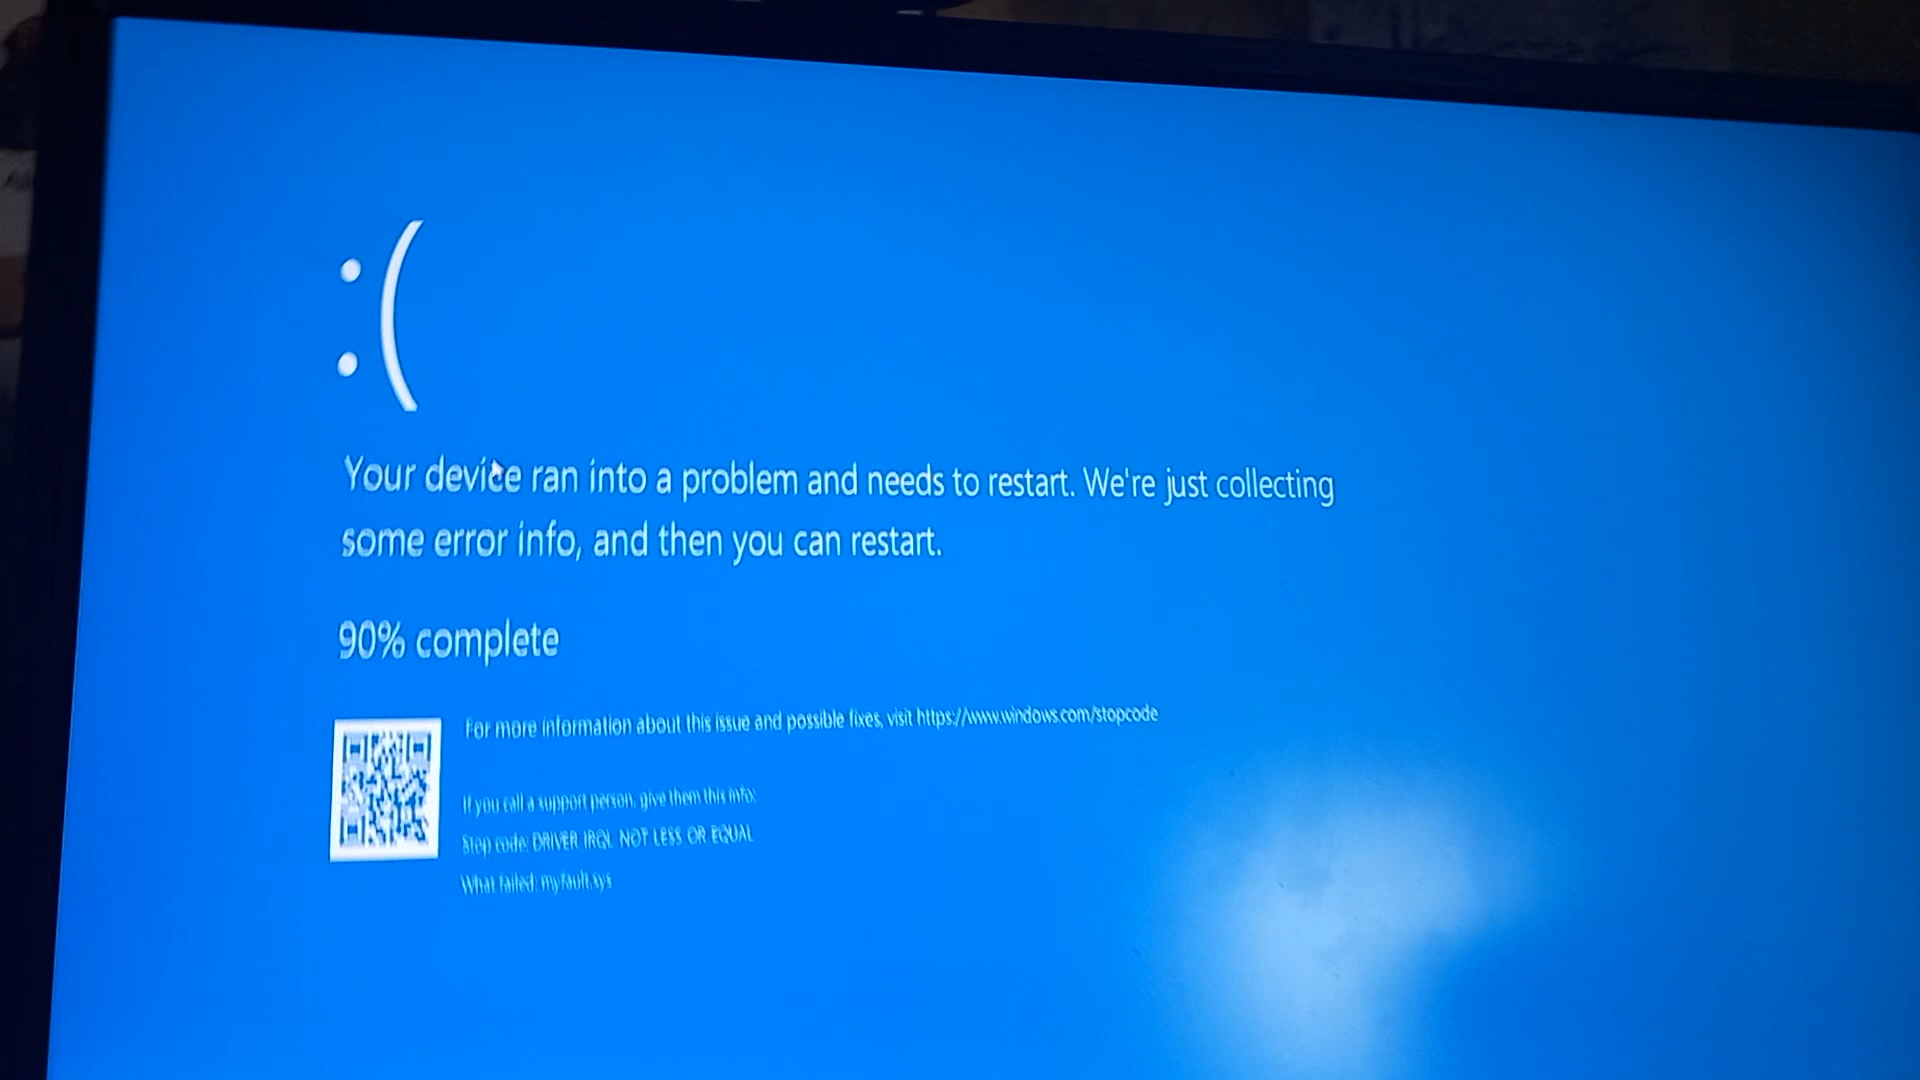 :(
Your device ran into a problem and needs to restart. We're just collecting
some error info, and then you can restart.
90% complete
For more information about this issue and possible fixes, visit https://www.windows.com/stopcode
If you call a support person, give them this info:
Stop code: DRIVER IRQL NOT LESS OR EQUAL
What failed: myfault.sys